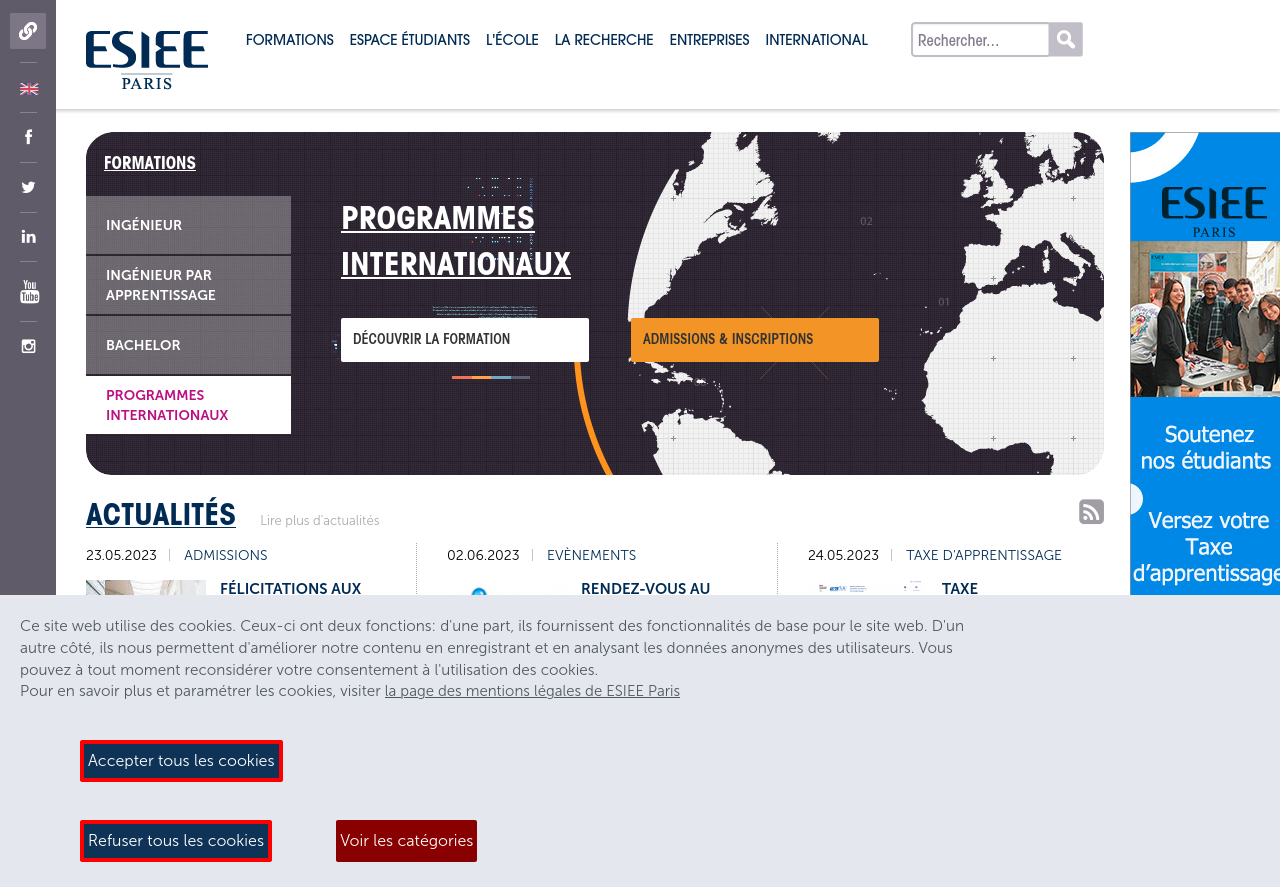 ESIEE
PARIS
FORMATIONS
ESPACE ÉTUDIANTS
L'ÉCOLE
LA RECHERCHE
ENTREPRISES
INTERNATIONAL
Rechercher...
FORMATIONS
INGÉNIEUR
INGÉNIEUR PAR
APPRENTISSAGE
BACHELOR
PROGRAMMES
INTERNATIONAUX
PROGRAMMES
INTERNATIONAUX
DÉCOUVRIR LA FORMATION
ADMISSIONS & INSCRIPTIONS
02
01
ESIEE
PARIS
Soutenez
nos étudiants
Versez votre
Taxe
d'apprentissage
You
Tube
ACTUALITÉS
Lire plus d'actualités
23.05.2023
ADMISSIONS
FÉLICITATIONS AUX
02.06.2023
EVÈNEMENTS
RENDEZ-VOUS AU
24.05.2023
TAXE D'APPRENTISSAGE
TAXE
Ce site web utilise des cookies. Ceux-ci ont deux fonctions: d'une part, ils fournissent des fonctionnalités de base pour le site web. D'un
autre côté, ils nous permettent d'améliorer notre contenu en enregistrant et en analysant les données anonymes des utilisateurs. Vous
pouvez à tout moment reconsidérer votre consentement à l'utilisation des cookies.
Pour en savoir plus et paramétrer les cookies, visiter la page des mentions légales de ESIEE Paris
Accepter tous les cookies
Refuser tous les cookies
Voir les catégories